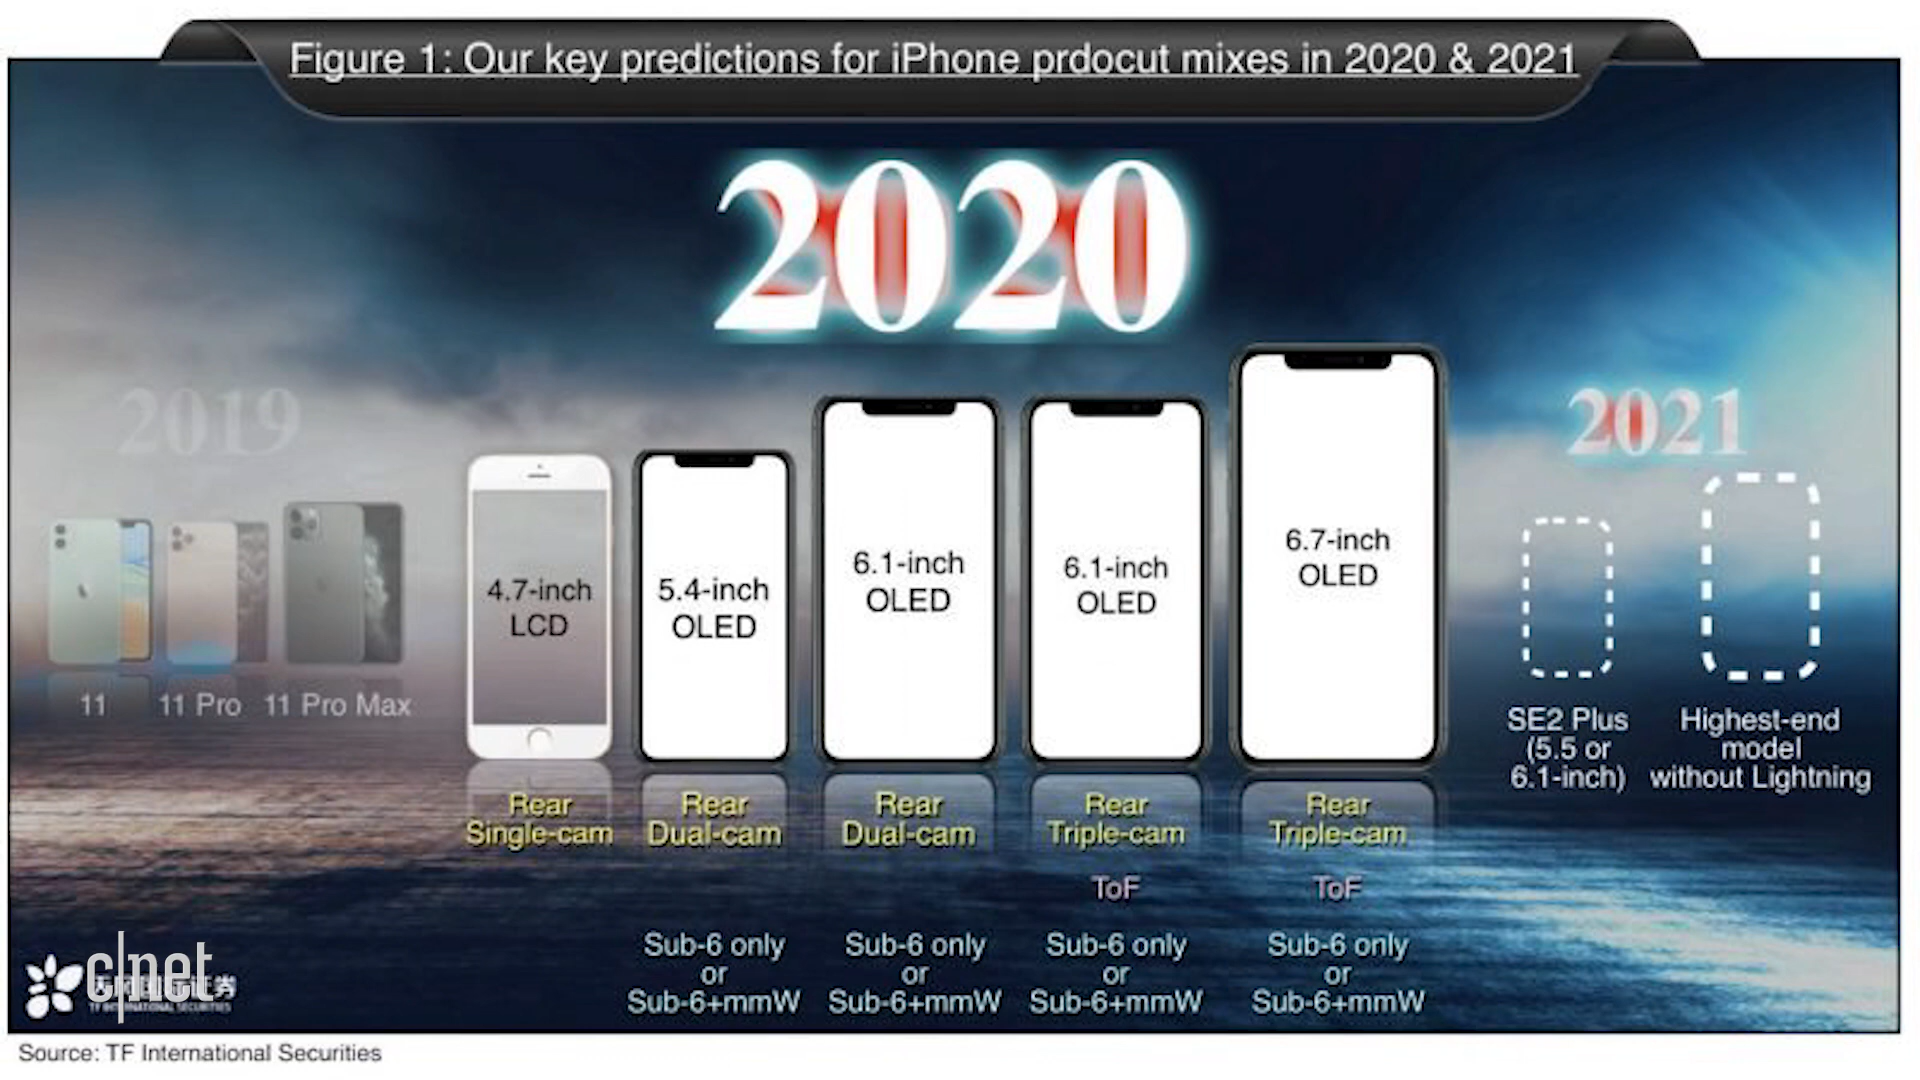 Figure 1: Our key predictions for iPhone prdocut mixes in 2020 & 2021
2020
2019
2021
11
11 Pro
11 Pro Max
4.7-inch
LCD
Rear
Single-cam
5.4-inch
OLED
Rear
Dual-cam
Sub-6 only
or
Sub-6+mmW
6.1-inch
OLED
Rear
Dual-cam
Sub-6 only
or
Sub-6+mmW
6.1-inch
OLED
Rear
Triple-cam
ToF
Sub-6 only
or
Sub-6+mmW
6.7-inch
OLED
Rear
Triple-cam
ToF
Sub-6 only
or
Sub-6+mmW
SE2 Plus
(5.5 or
6.1-inch)
Highest-end
model
without Lightning
c|net
TF INTERNATIONAL SECURITIES
Source: TF International Securities